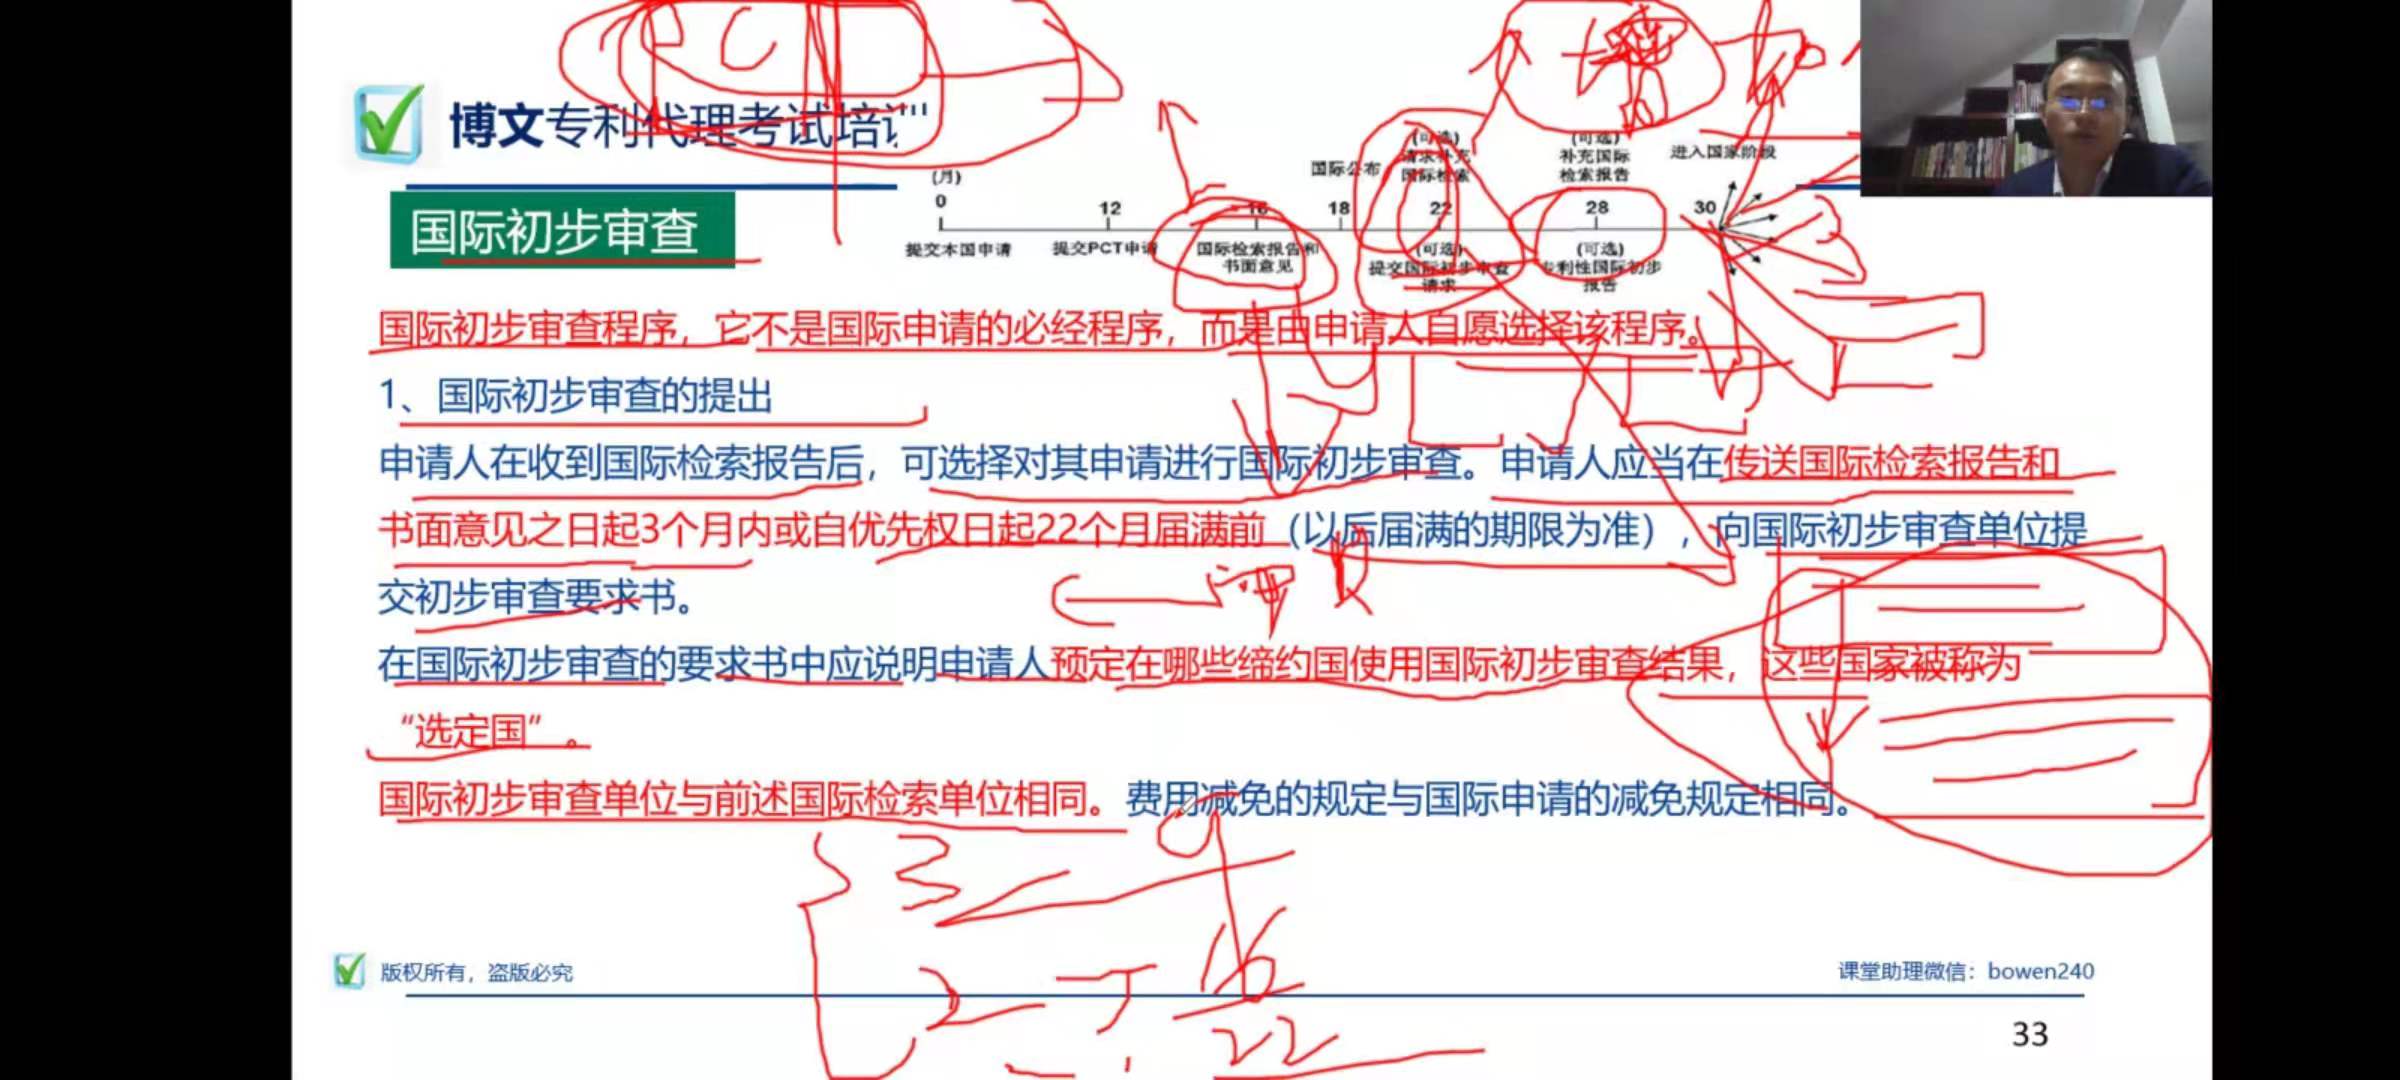 博文专利代理考试培训
国际初步审查
(月)
0
12
16
18
22
28
30
国际公布
(可选)
请求补充
国际检索
(可选)
补充国际
检索报告
进入国家阶段
提交本国申请
提交PCT申请
国际检索报告和
书面意见
(可选)
提交国际初步审查
请求
(可选)
专利性国际初步
报告
国际初步审查程序，它不是国际申请的必经程序，而是由申请人自愿选择该程序。
1、国际初步审查的提出
申请人在收到国际检索报告后，可选择对其申请进行国际初步审查。申请人应当在传送国际检索报告和
书面意见之日起3个月内或自优先权日起22个月届满前（以后届满的期限为准），向国际初步审查单位提
交初步审查要求书。
在国际初步审查的要求书中应说明申请人预定在哪些缔约国使用国际初步审查结果，这些国家被称为
“选定国”。
国际初步审查单位与前述国际检索单位相同。费用减免的规定与国际申请的减免规定相同。
3
16
22
版权所有，盗版必究
课堂助理微信：bowen240
33